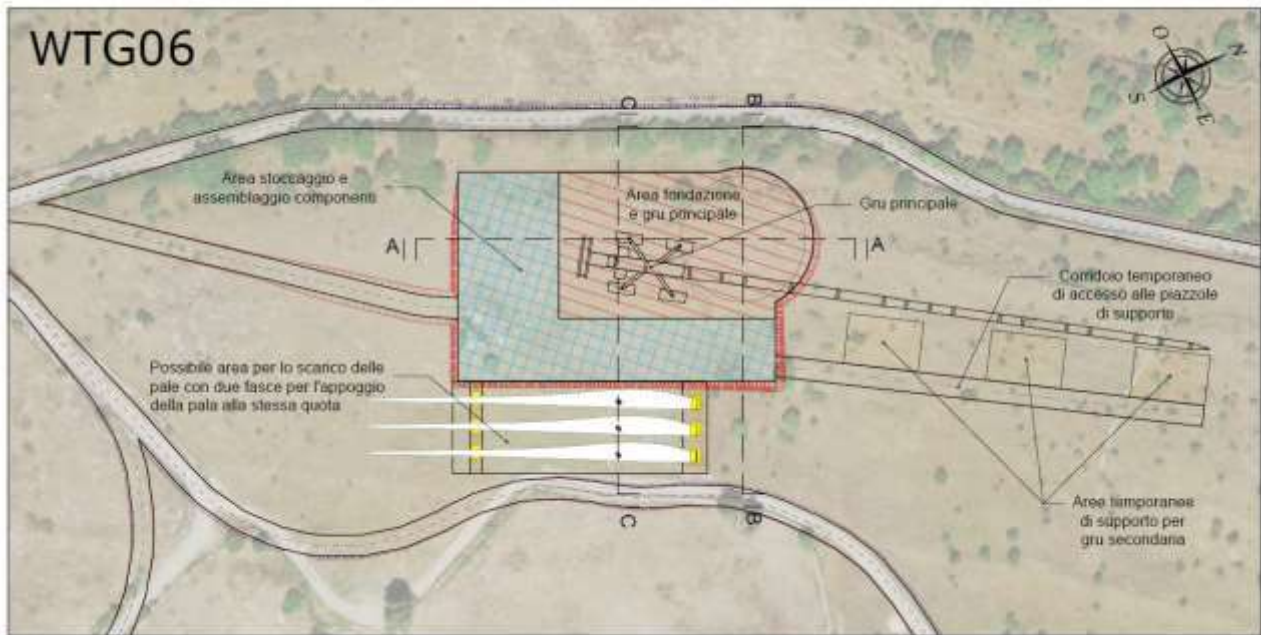 WTG06
O
N
S
E
C
B
Area stoccaggio e
assemblaggio componenti
Area fondazione
e gru principale
Gru principale
A
A
Corridoio temporaneo
di accesso alle piazzole
di supporto
Possibile area per lo scarico delle
pale con due fasce per l'appoggio
della pala alla stessa quota
C
B
Aree temporanee
di supporto per
gru secondaria